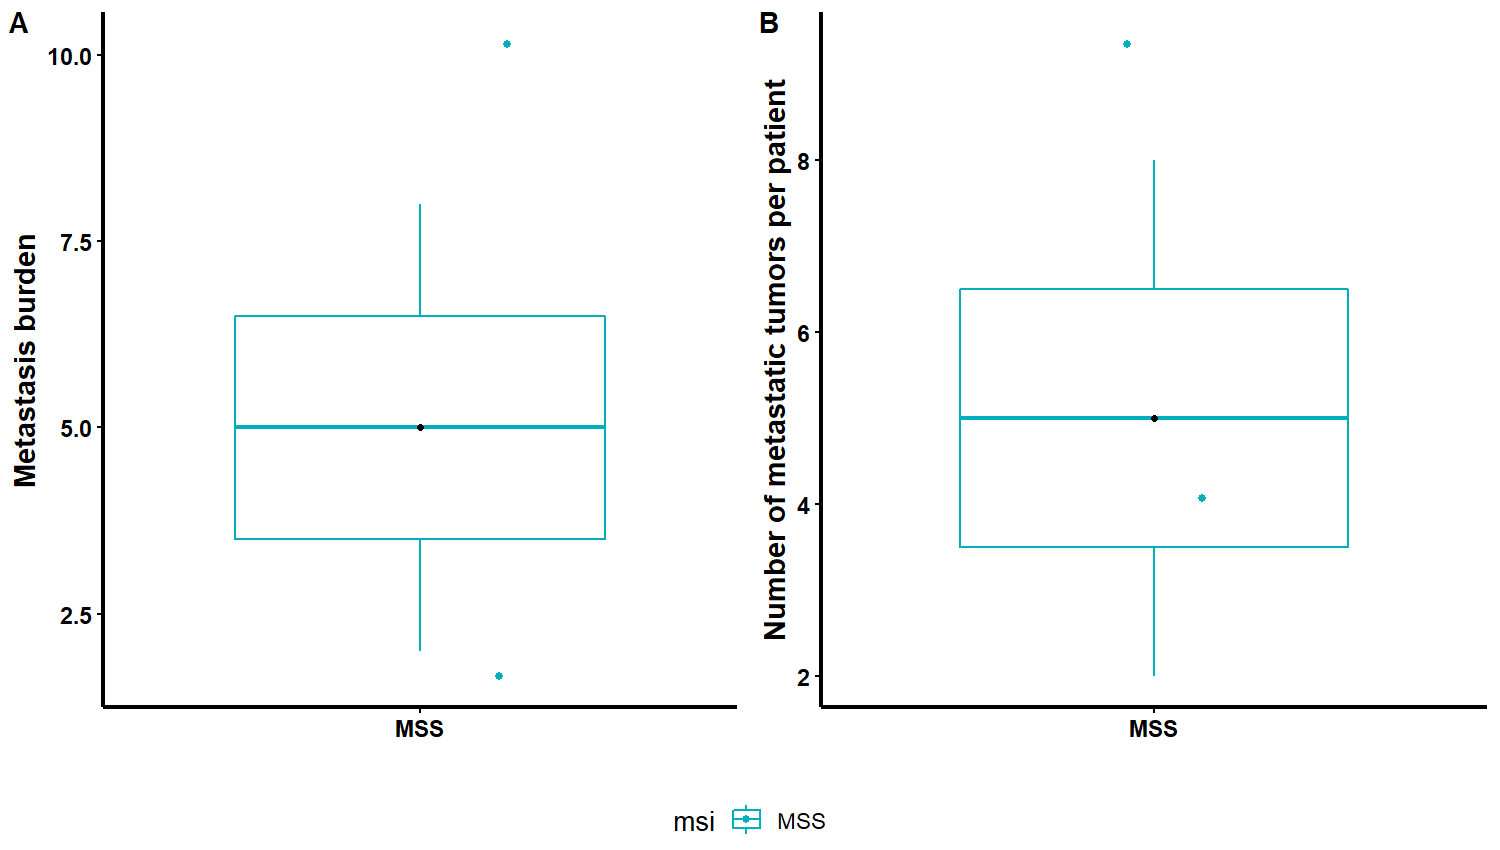 A
Metastasis burden
10.0
7.5
5.0
2.5
MSS
B
Number of metastatic tumors per patient
8
6
4
2
MSS
msi MSS